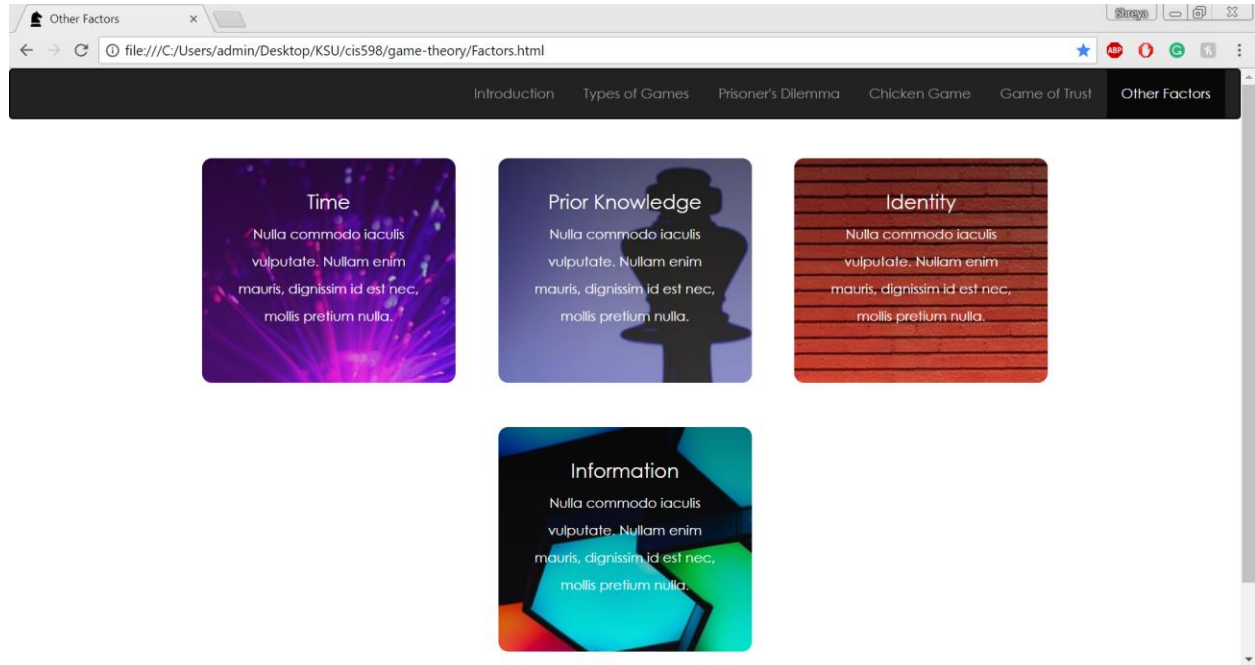 Other Factors
Shreya
file:///C:/Users/admin/Desktop/KSU/cis598/game-theory/Factors.html
ABP
Introduction Types of Games Prisoner's Dilemma Chicken Game Game of Trust Other Factors
Time
Nulla commodo iaculis
vulputate. Nullam enim
mauris, dignissim id est nec,
mollis pretium nulla.
Prior Knowledge
Nulla commodo iaculis
vulputate. Nullam enim
mauris, dignissim id est nec,
mollis pretium nulla.
Identity
Nulla commodo iaculis
vulputate. Nullam enim
mauris, dignissim id est nec,
mollis pretium nulla.
Information
Nulla commodo iaculis
vulputate. Nullam enim
mauris, dignissim id est nec,
mollis pretium nulla.